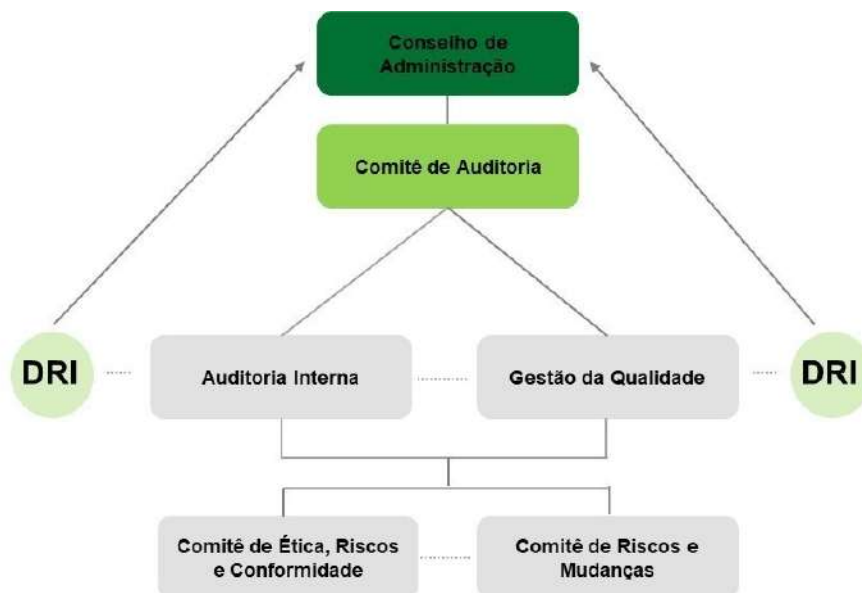 Conselho de
Administração
Comitê de Auditoria
DRI
Auditoria Interna
Gestão da Qualidade
DRI
Comitê de Ética, Riscos
e Conformidade
Comitê de Riscos e
Mudanças